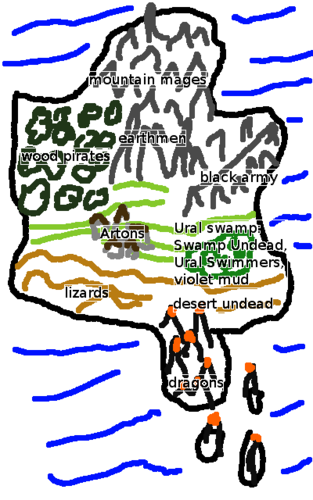 mountain mages
earthmen
wood pirates
black army
Artons
Ural swamp:
Swamp Undead,
Ural Swimmers,
violet mud
lizards
desert undead
dragons